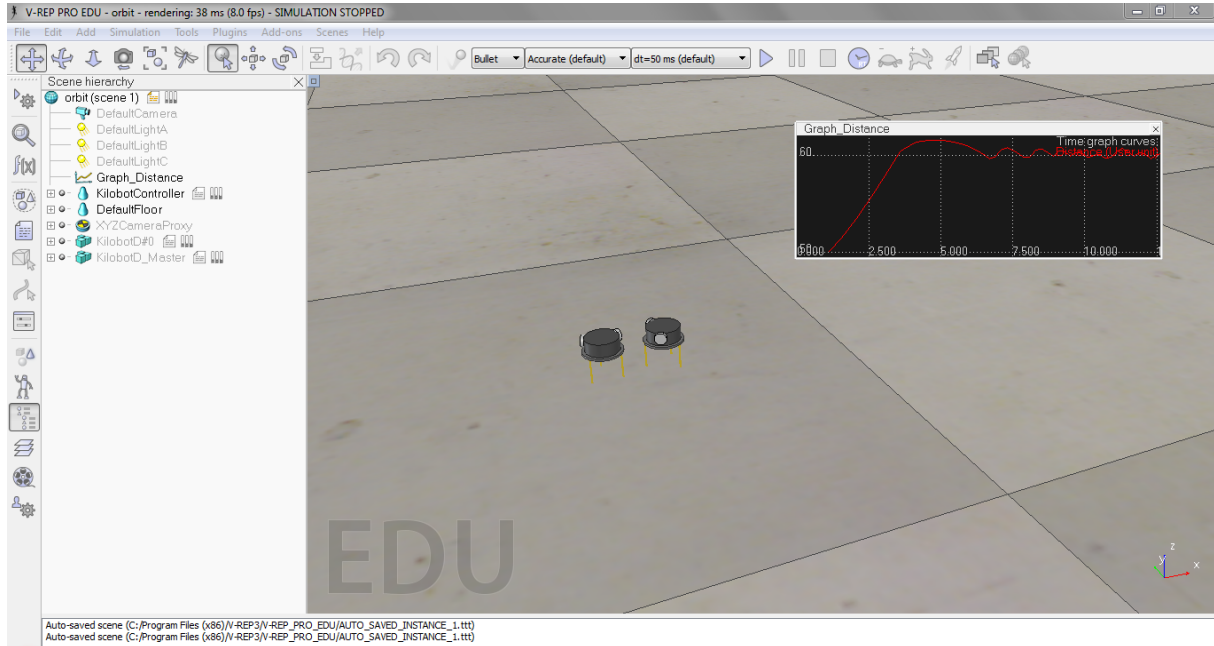 V-REP PRO EDU - orbit - rendering: 38 ms (8.0 fps) - SIMULATION STOPPED
File Edit Add Simulation Tools Plugins Add-ons Scenes Help
Bullet Accurate (default) dt=50 ms (default)
Scene hierarchy
orbit (scene 1)
DefaultCamera
DefaultLightA
DefaultLightB
DefaultLightC
Graph_Distance
KilobotController
DefaultFloor
XYZCameraProxy
KilobotD#0
KilobotD_Master
f(x)
Graph_Distance
Time graph curves:
60
2.500 5.000 7.500 10.000
z
y
x
EDU
Auto-saved scene (C:/Program Files (x86)/V-REP3/V-REP_PRO_EDU/AUTO_SAVED_INSTANCE_1.ttt)
Auto-saved scene (C:/Program Files (x86)/V-REP3/V-REP_PRO_EDU/AUTO_SAVED_INSTANCE_1.ttt)